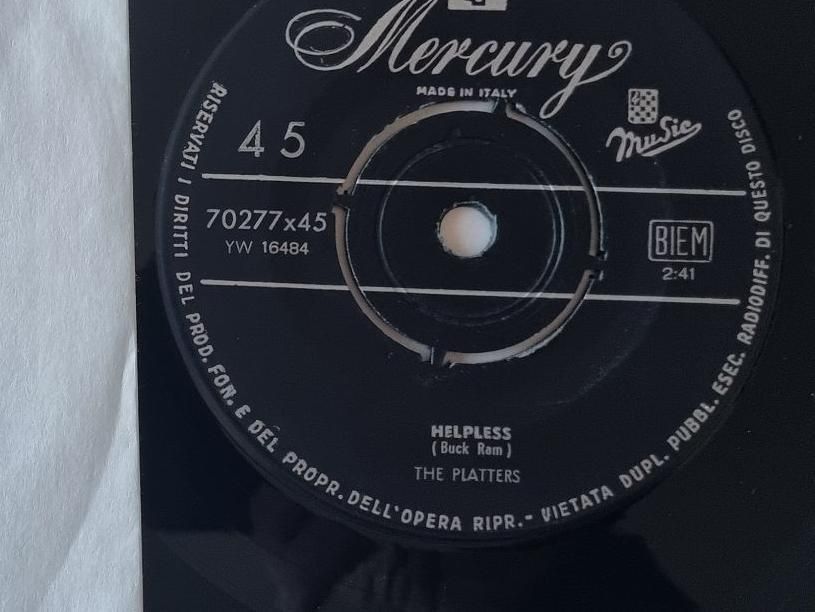 Mercury
MADE IN ITALY
Music
45
70277x45
YW 16484
BIEM
2:41
HELPLESS
(Buck Ram)
THE PLATTERS
RISERVATI I DIRITTI DEL PROD. FON. E DEL PROPR. DELL'OPERA RIPR.- VIETATA DUPL. PUBBL. ESEC. RADIODIFF. DI QUESTO DISCO